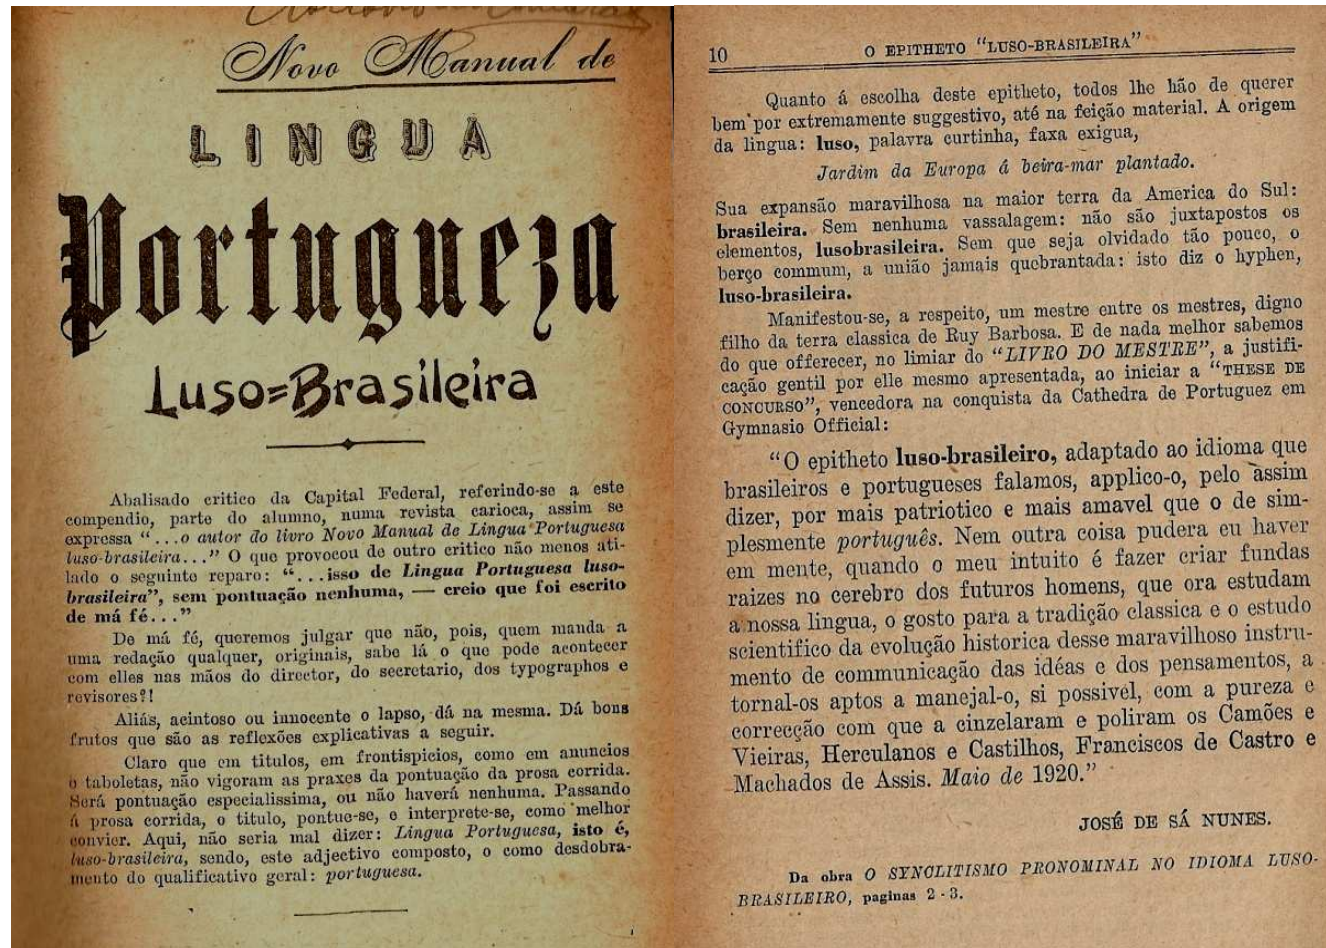 Novo Manual de
LINGUA
Portugueza
Luso=Brasileira
Abalisado critico da Capital Federal, referindo-se a este
compendio, parte do alumno, numa revista carioca, assim se
expressa “...o autor do livro Novo Manual de Lingua Portuguesa
luso-brasileira...” O que provocou de outro critico não menos ati-
lado o seguinte reparo: “...isso de Lingua Portuguesa luso-
brasileira”, sem pontuação nenhuma, — creio que foi escrito
de má fé...”
De má fé, queremos julgar que não, pois, quem manda a
uma redação qualquer, originais, sabe lá o que pode acontecer
com elles nas mãos do director, do secretario, dos typographos e
revisores?!
Aliás, acintoso ou innocente o lapso, dá na mesma. Dá bons
frutos que são as reflexões explicativas a seguir.
Claro que em titulos, em frontispicios, como em anuncios
o taboletas, não vigoram as praxes da pontuação da prosa corrida.
Será pontuação especialissima, ou não haverá nenhuma. Passando
á prosa corrida, o titulo, pontue-se, e interprete-se, como melhor
convier. Aqui, não seria mal dizer: Lingua Portuguesa, isto é,
luso-brasileira, sendo, este adjectivo composto, o como desdobra-
mento do qualificativo geral: portuguesa.
10 O EPITHETO “LUSO-BRASILEIRA”
Quanto á escolha deste epitheto, todos lhe hão de querer
bem por extremamente suggestivo, até na feição material. A origem
da lingua: luso, palavra curtinha, faxa exigua,
Jardim da Europa á beira-mar plantado.
Sua expansão maravilhosa na maior terra da America do Sul:
brasileira. Sem nenhuma vassalagem: não são juxtapostos os
elementos, lusobrasileira. Sem que seja olvidado tão pouco, o
berço commum, a união jamais quebrantada: isto diz o hyphen,
luso-brasileira.
Manifestou-se, a respeito, um mestre entre os mestres, digno
filho da terra classica de Ruy Barbosa. E de nada melhor sabemos
do que offerecer, no limiar do “LIVRO DO MESTRE”, a justifi-
cação gentil por elle mesmo apresentada, ao iniciar a “THESE DE
CONCURSO”, vencedora na conquista da Cathedra de Portuguez em
Gymnasio Official:
“O epitheto luso-brasileiro, adaptado ao idioma que
brasileiros e portugueses falamos, applico-o, pelo assim
dizer, por mais patriotico e mais amavel que o de sim-
plesmente português. Nem outra coisa pudera eu haver
em mente, quando o meu intuito é fazer criar fundas
raizes no cerebro dos futuros homens, que ora estudam
a nossa lingua, o gosto para a tradição classica e o estudo
scientifico da evolução historica desse maravilhoso instru-
mento de communicação das idéas e dos pensamentos, a
tornal-os aptos a manejal-o, si possivel, com a pureza e
correcção com que a cinzelaram e poliram os Camões e
Vieiras, Herculanos e Castilhos, Franciscos de Castro e
Machados de Assis. Maio de 1920.”
JOSÉ DE SÁ NUNES.
Da obra O SYNCLITISMO PRONOMINAL NO IDIOMA LUSO-
BRASILEIRO, paginas 2 - 3.